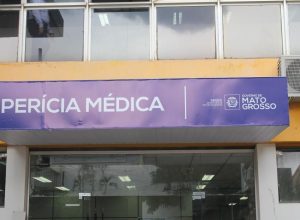 PERÍCIA MÉDICA
GOVERNO DE
MATO
GROSSO